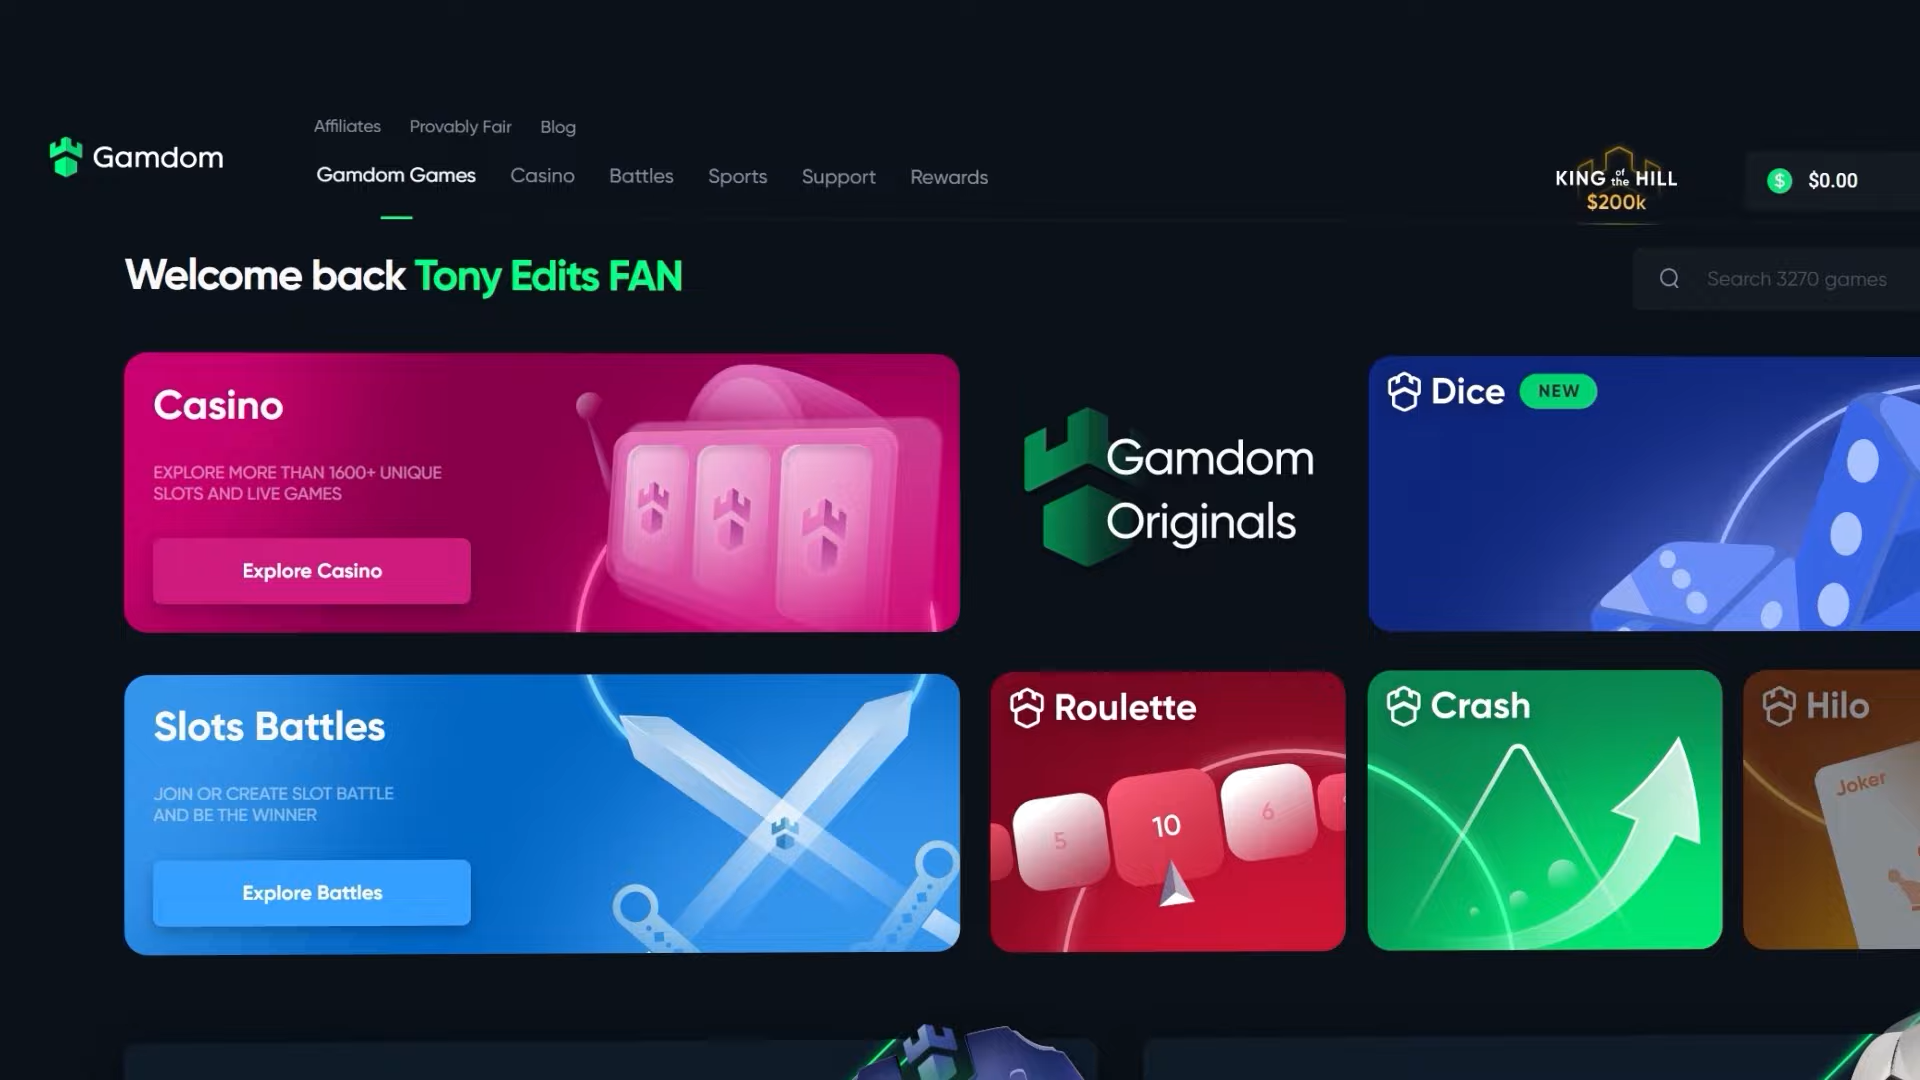 Affiliates Provably Fair Blog
Gamdom
Gamdom Games Casino Battles Sports Support Rewards
KING of the HILL
$200k
$0.00
Welcome back Tony Edits FAN
Search 3270 games
Casino
EXPLORE MORE THAN 1600+ UNIQUE
SLOTS AND LIVE GAMES
Explore Casino
Gamdom
Originals
Dice NEW
Slots Battles
JOIN OR CREATE SLOT BATTLE
AND BE THE WINNER
Explore Battles
Roulette
5 10 6
Crash
Hilo
Joker